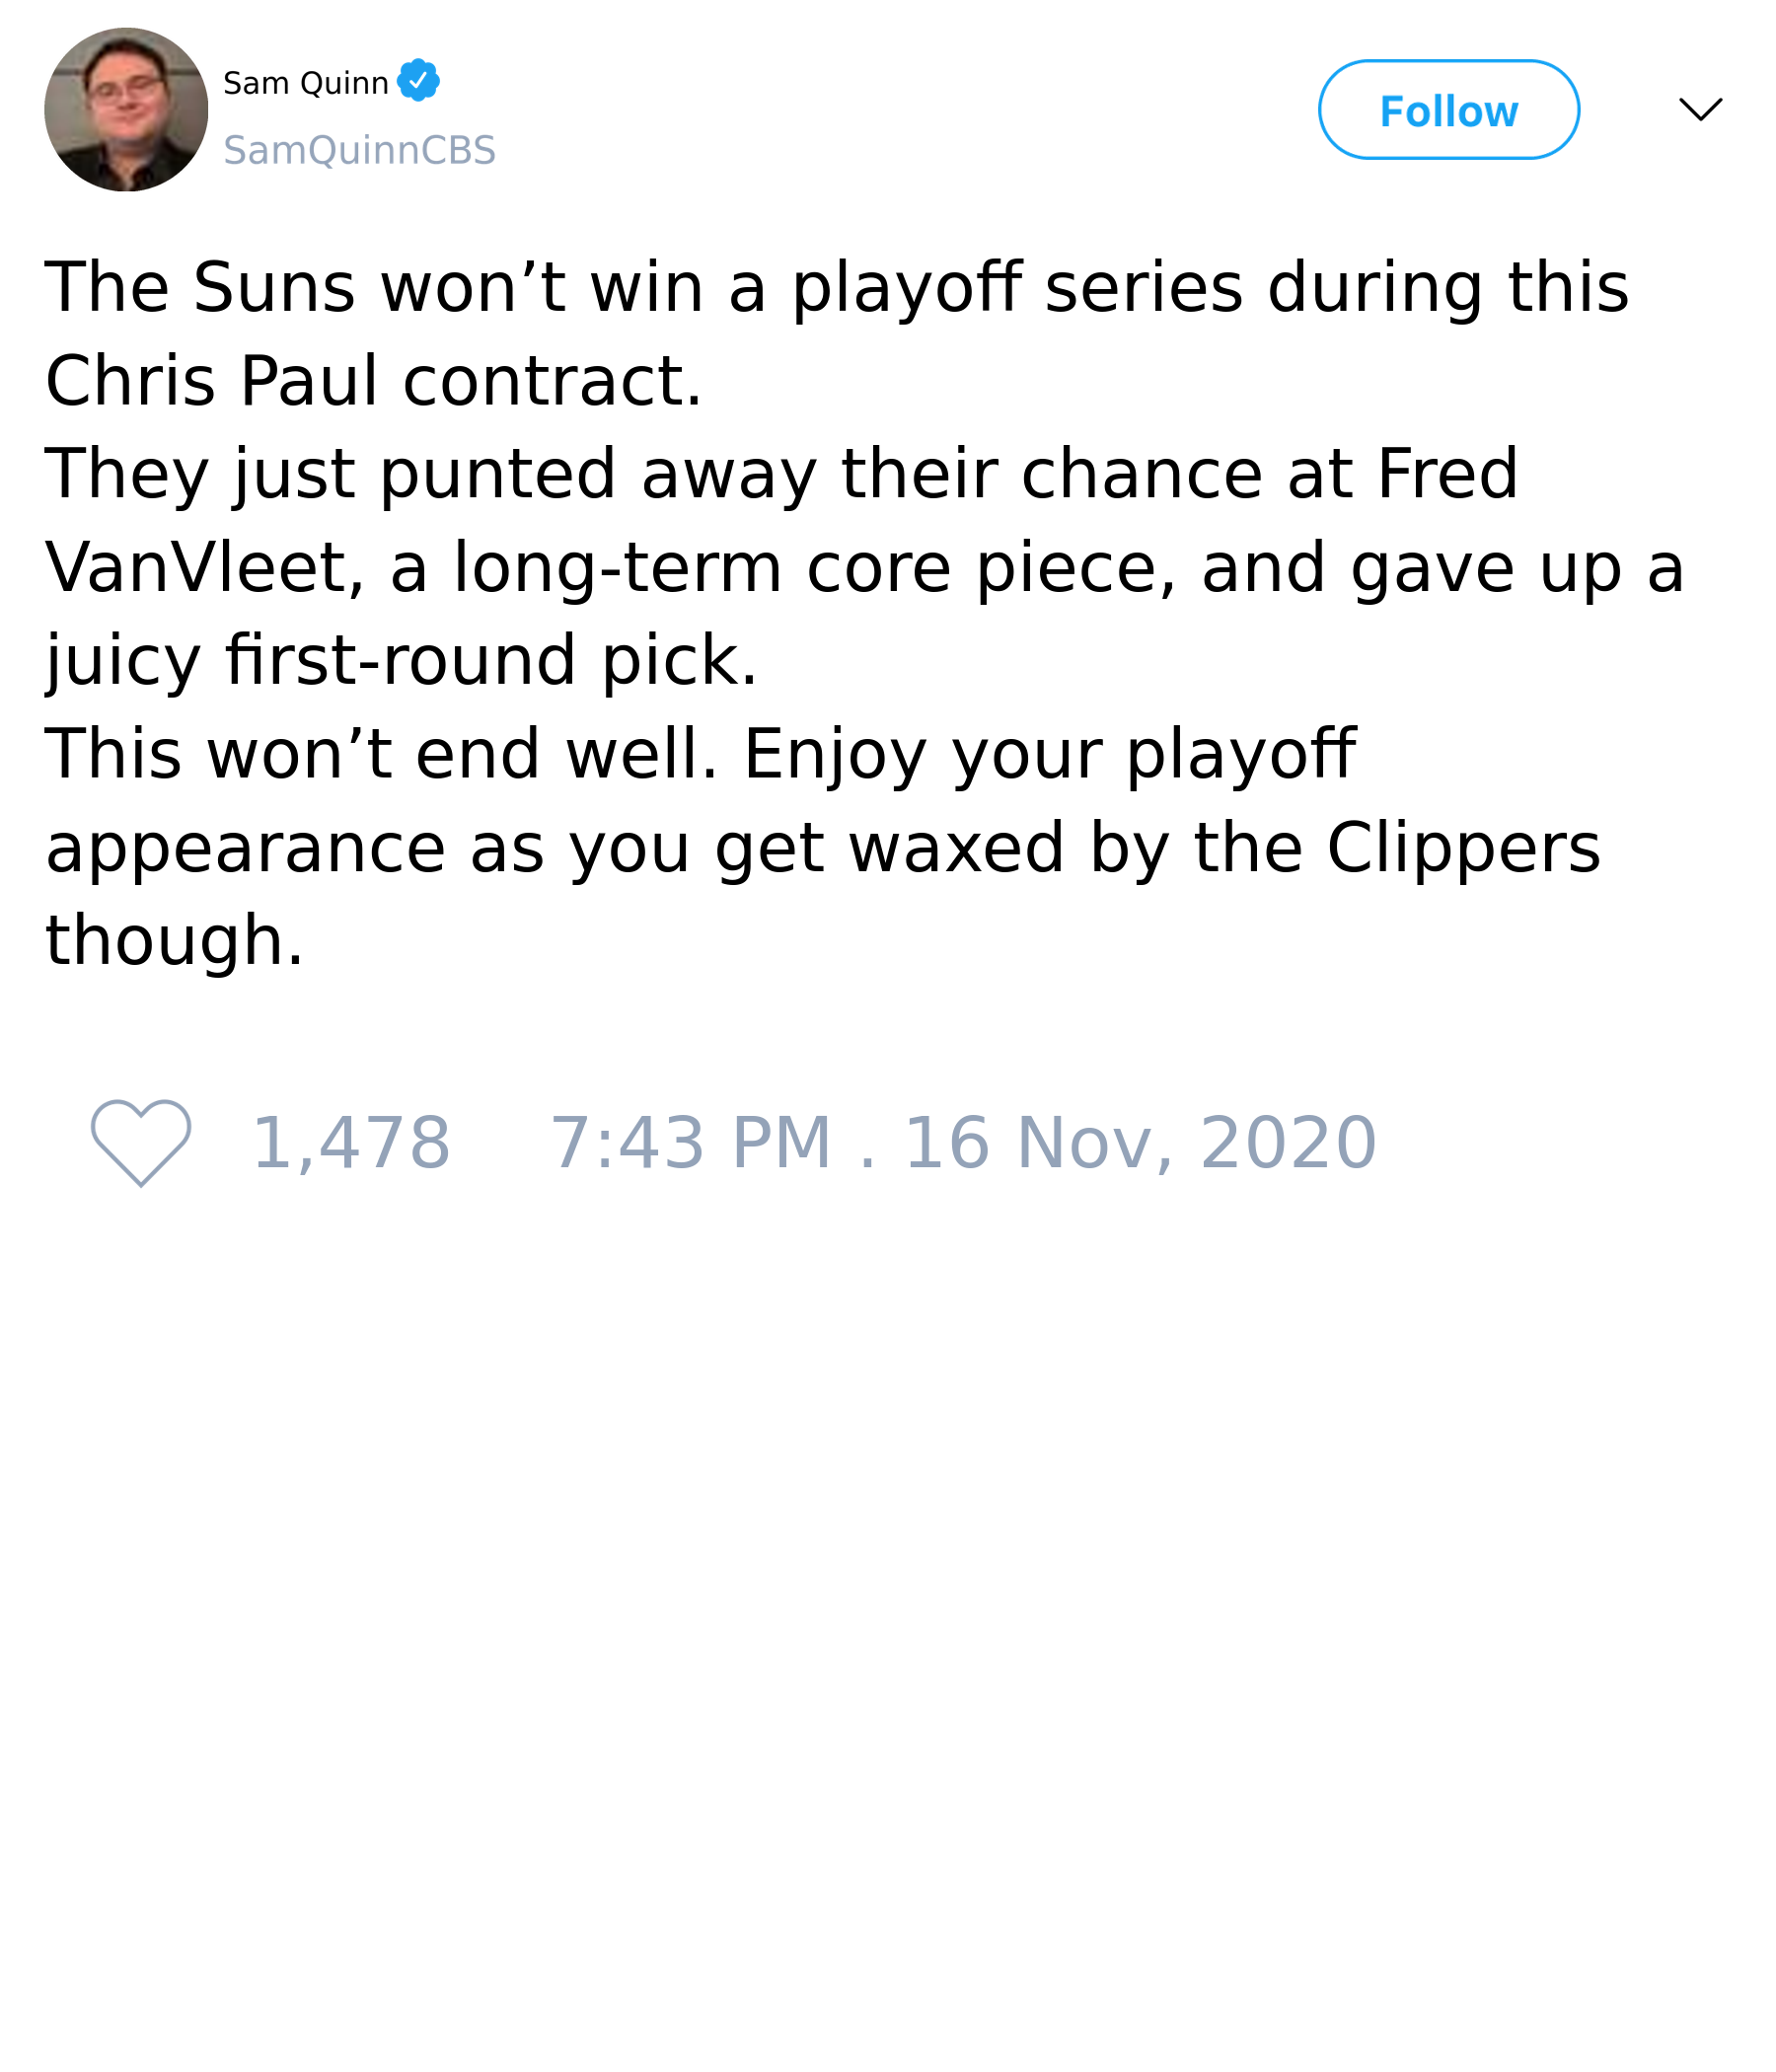 Sam Quinn
SamQuinnCBS
Follow
The Suns won’t win a playoff series during this
Chris Paul contract.
They just punted away their chance at Fred
VanVleet, a long-term core piece, and gave up a
juicy first-round pick.
This won’t end well. Enjoy your playoff
appearance as you get waxed by the Clippers
though.
1,478 7:43 PM . 16 Nov, 2020